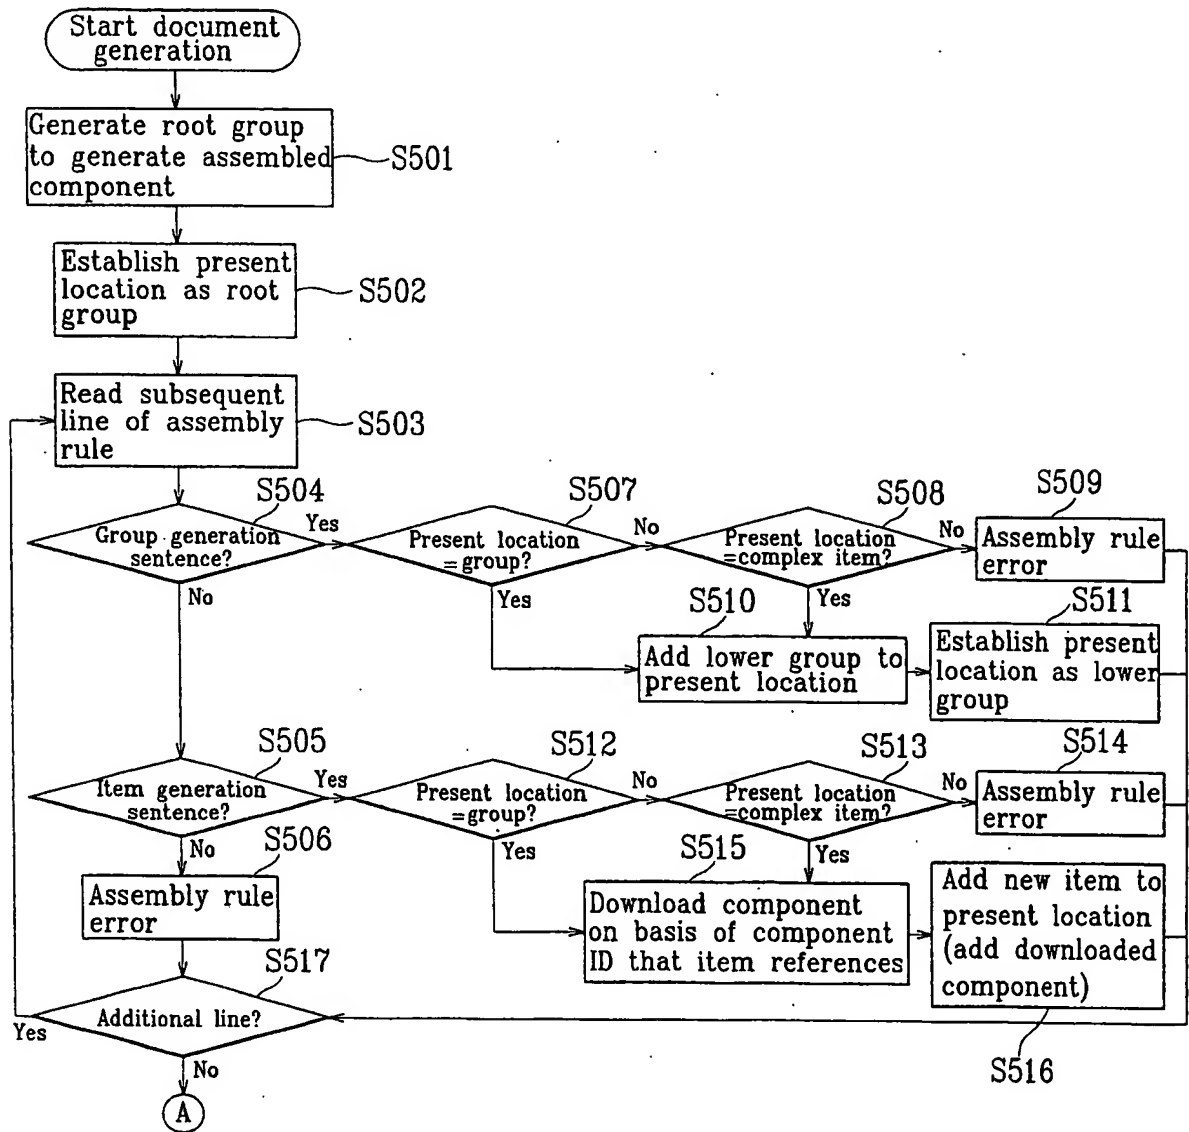 Start document
generation
Generate root group
to generate assembled
component
S501
Establish present
location as root
group
S502
Read subsequent
line of assembly
rule
S503
S504
Group generation
sentence?
Yes
No
S507
Present location
=group?
No
Yes
S508
Present location
=complex item?
No
Yes
S509
Assembly rule
error
S510
Add lower group to
present location
S511
Establish present
location as lower
group
S505
Item generation
sentence?
Yes
No
S512
Present location
=group?
No
Yes
S513
Present location
=complex item?
No
Yes
S514
Assembly rule
error
S506
Assembly rule
error
S515
Download component
on basis of component
ID that item references
Add new item to
present location
(add downloaded
component)
S516
S517
Additional line?
Yes
No
A